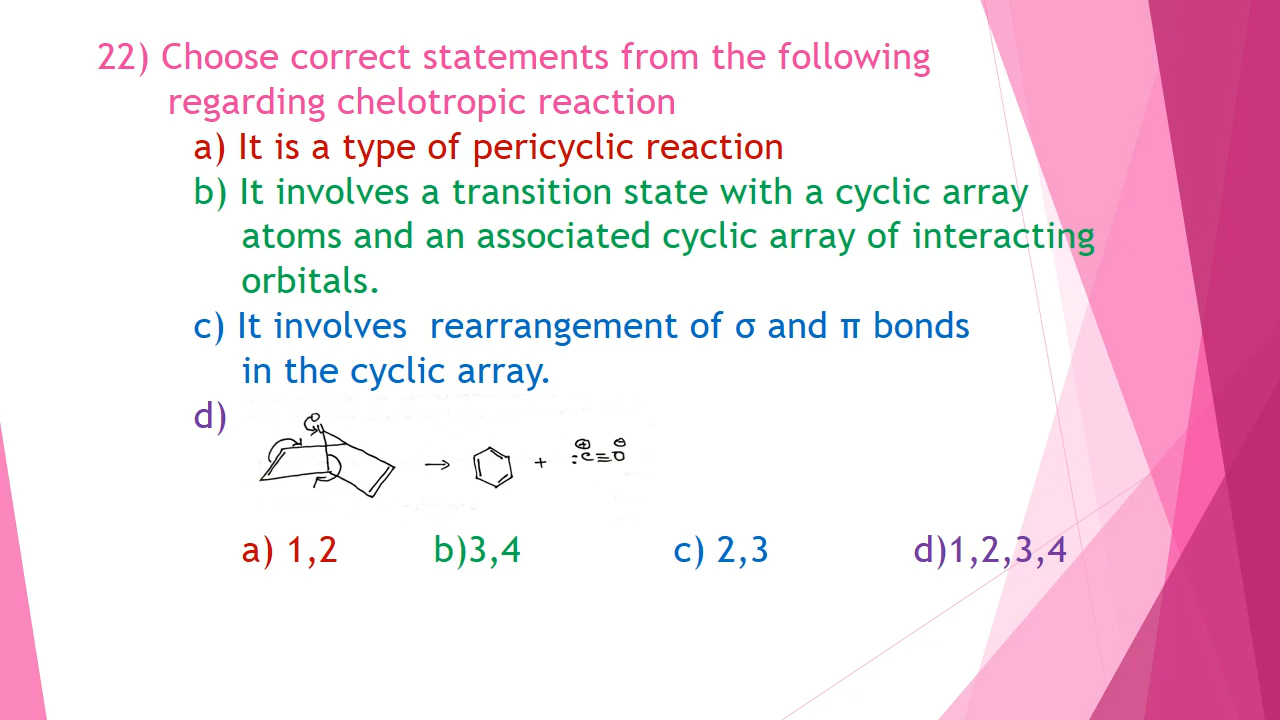 22) Choose correct statements from the following
regarding chelotropic reaction
a) It is a type of pericyclic reaction
b) It involves a transition state with a cyclic array
atoms and an associated cyclic array of interacting
orbitals.
c) It involves rearrangement of σ and π bonds
in the cyclic array.
d)
O
→ + :C≡O
⊕ ⊖
a) 1,2 b)3,4 c) 2,3 d)1,2,3,4